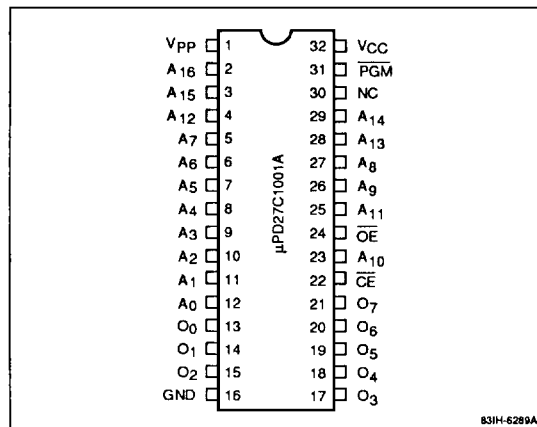 VPP 1 32 VCC
A16 2 31 PGM
A15 3 30 NC
A12 4 29 A14
A7 5 28 A13
A6 6 27 A8
A5 7 26 A9
A4 8 25 A11
A3 9 24 OE
A2 10 23 A10
A1 11 22 CE
A0 12 21 O7
O0 13 20 O6
O1 14 19 O5
O2 15 18 O4
GND 16 17 O3
μPD27C1001A
83IH-6289A